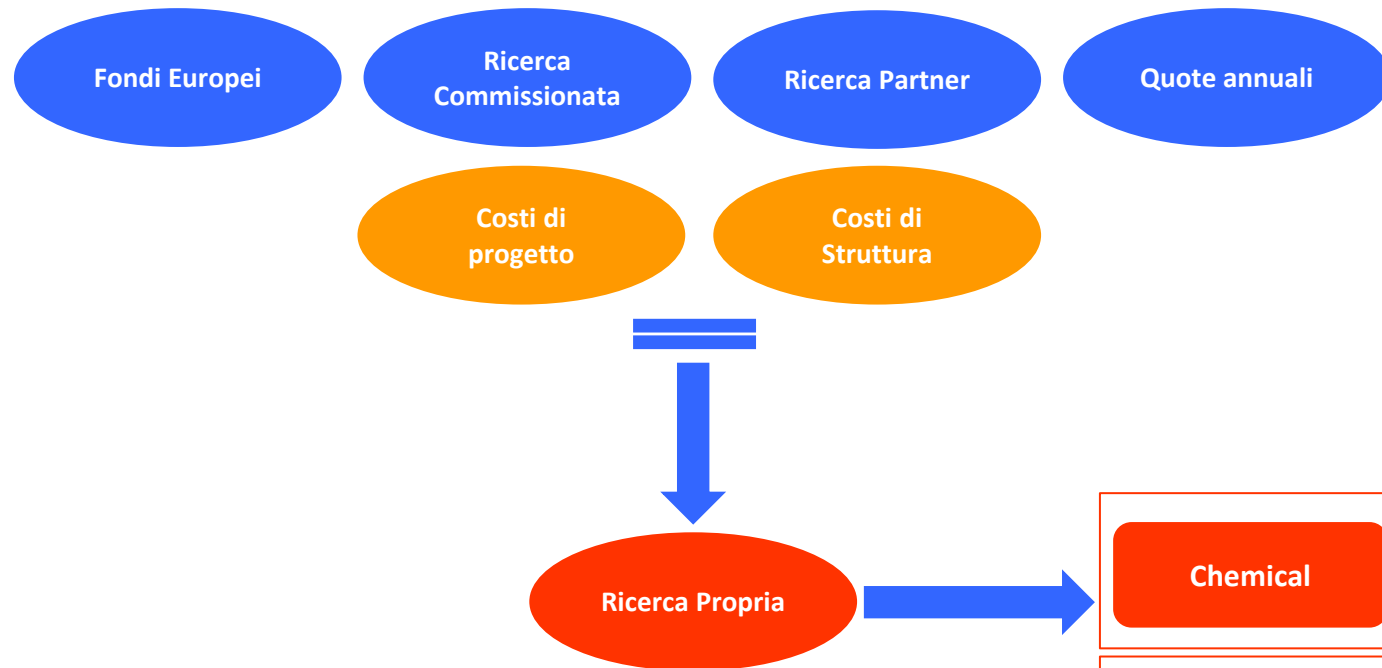 Fondi Europei
Ricerca
Commissionata
Ricerca Partner
Quote annuali
Costi di
progetto
Costi di
Struttura
Ricerca Propria
Chemical